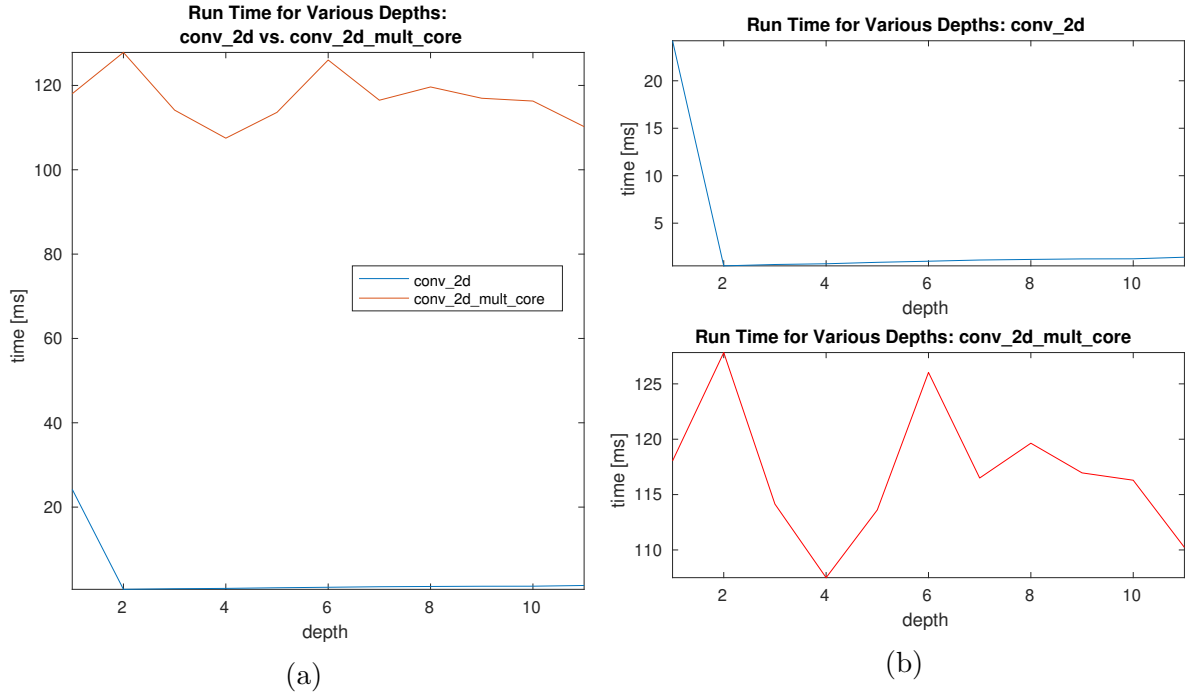 Run Time for Various Depths:
conv_2d vs. conv_2d_mult_core
120
100
80
60
40
20
time [ms]
conv_2d
conv_2d_mult_core
2 4 6 8 10
depth
(a)
Run Time for Various Depths: conv_2d
20
15
10
5
time [ms]
2 4 6 8 10
depth
Run Time for Various Depths: conv_2d_mult_core
125
120
115
110
time [ms]
2 4 6 8 10
depth
(b)